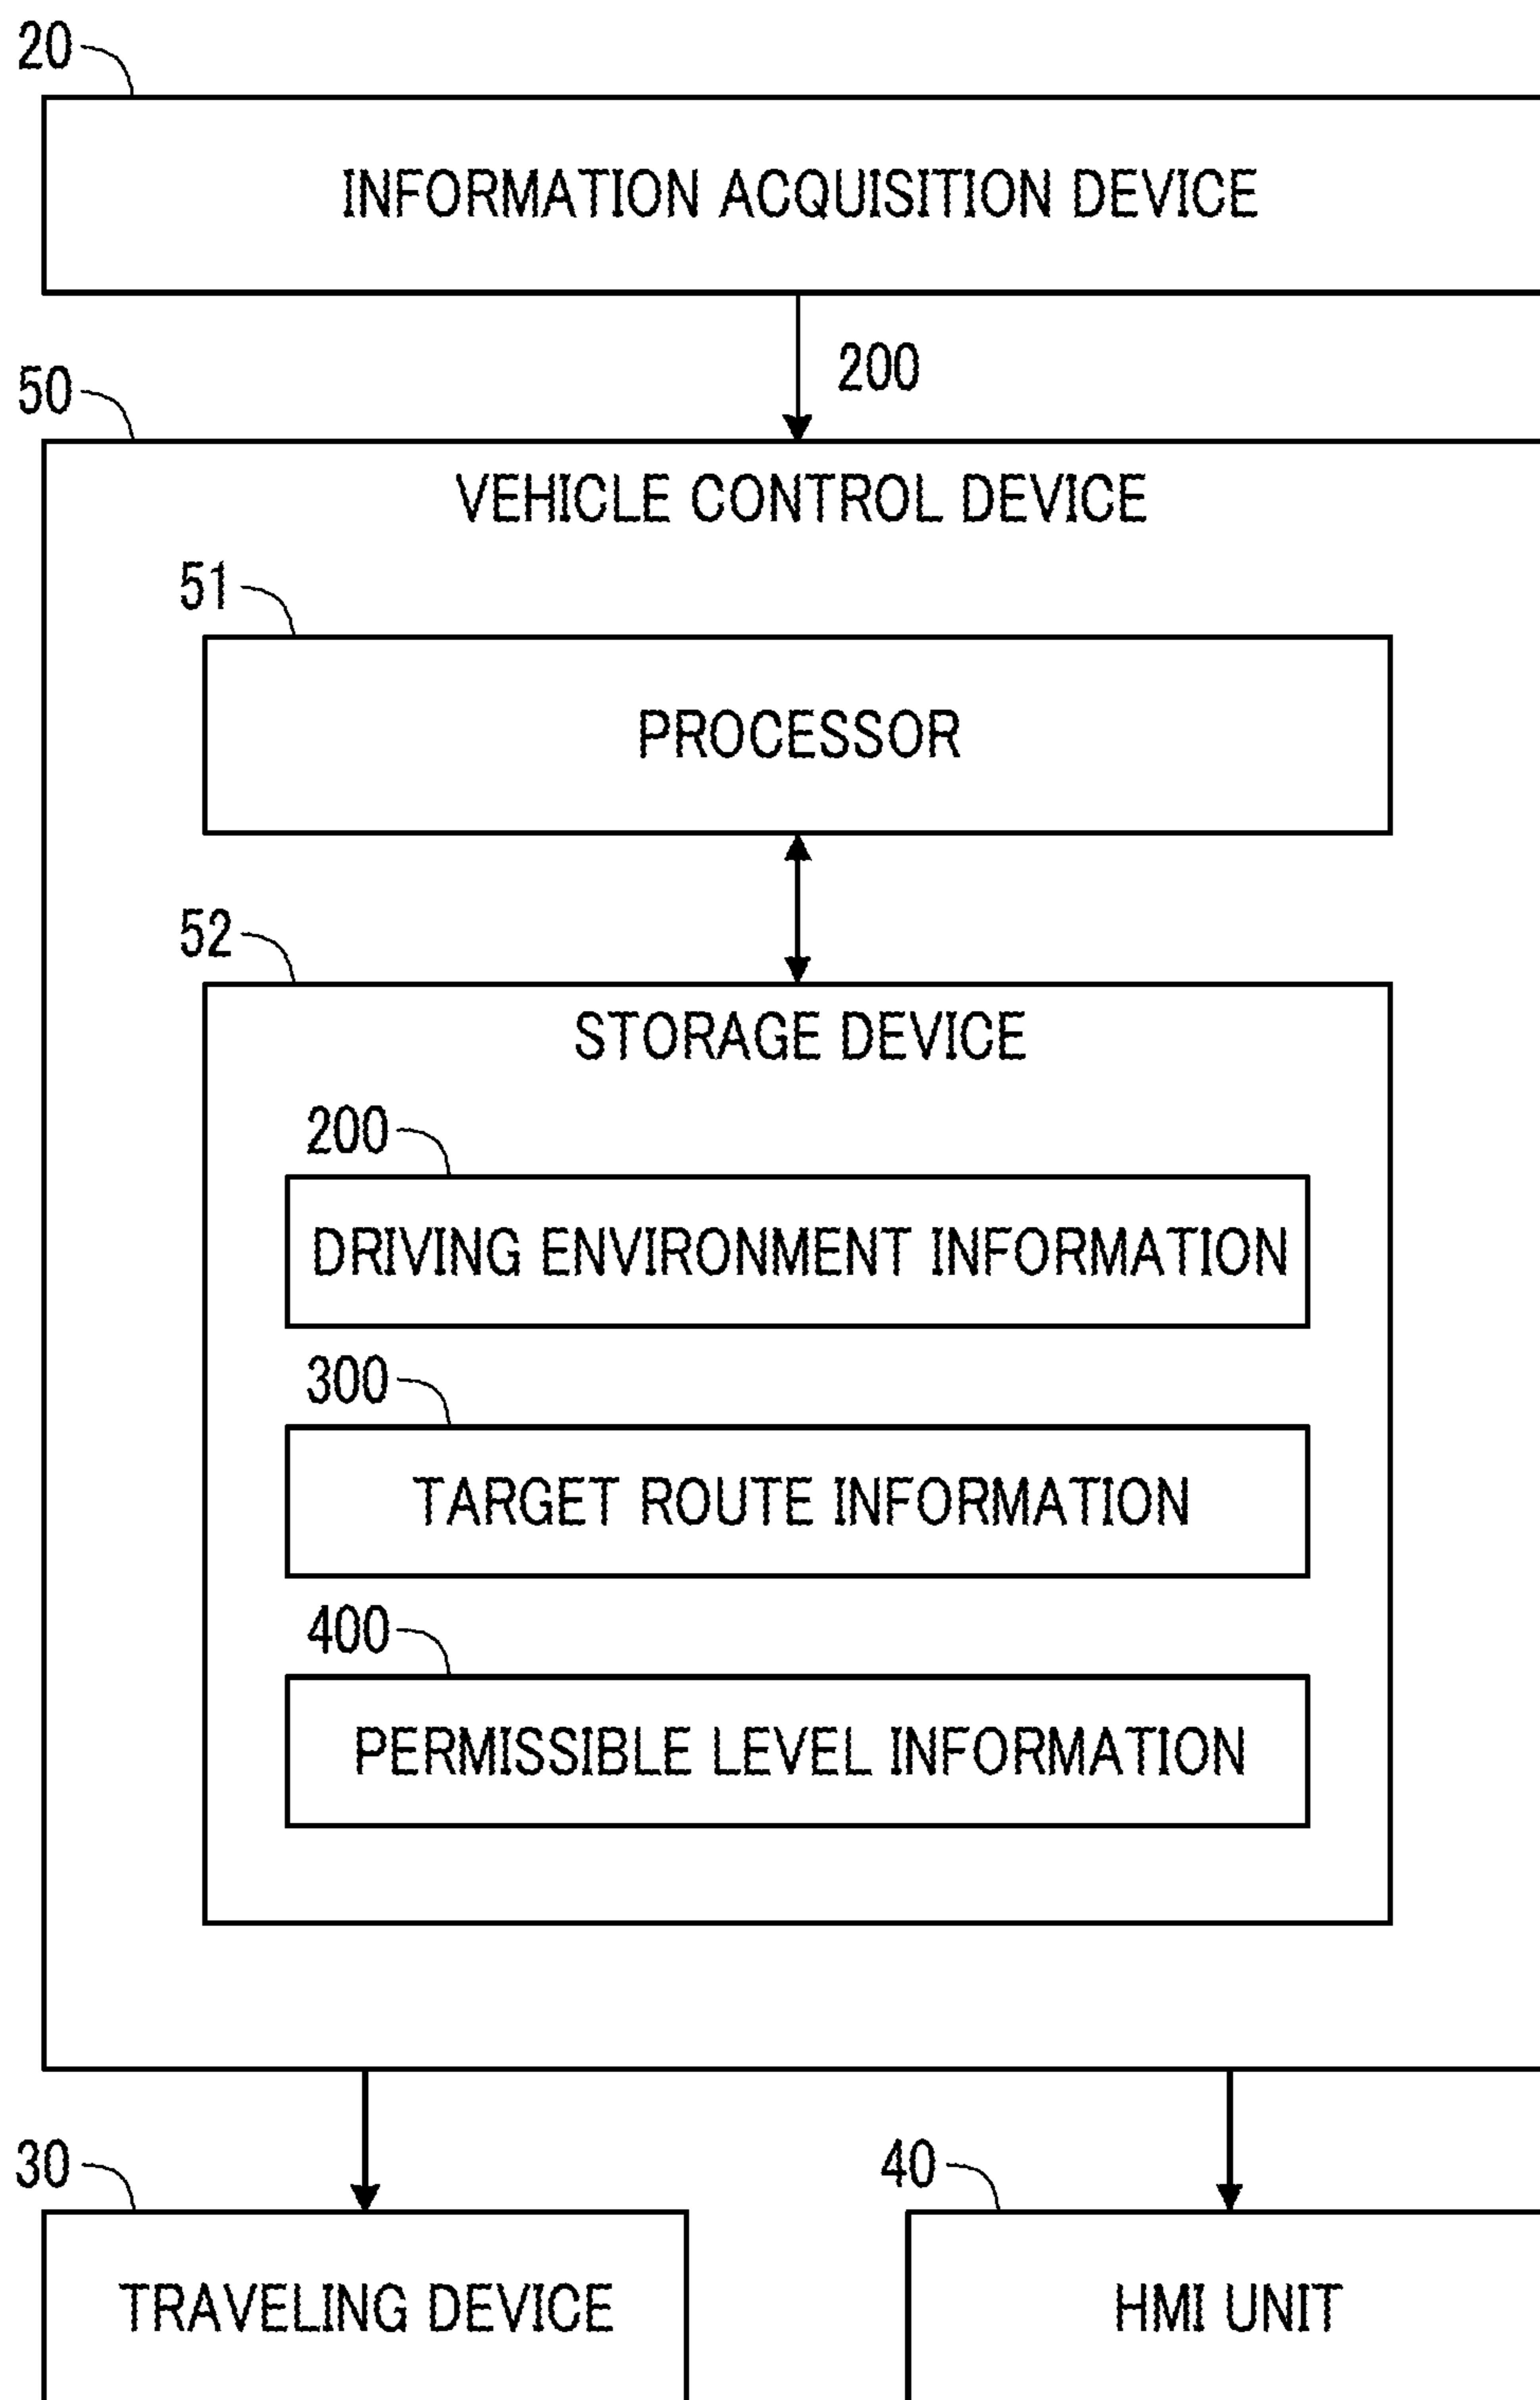 20
INFORMATION ACQUISITION DEVICE
200
50
VEHICLE CONTROL DEVICE
51
PROCESSOR
52
STORAGE DEVICE
200
DRIVING ENVIRONMENT INFORMATION
300
TARGET ROUTE INFORMATION
400
PERMISSIBLE LEVEL INFORMATION
30
40
TRAVELING DEVICE
HMI UNIT